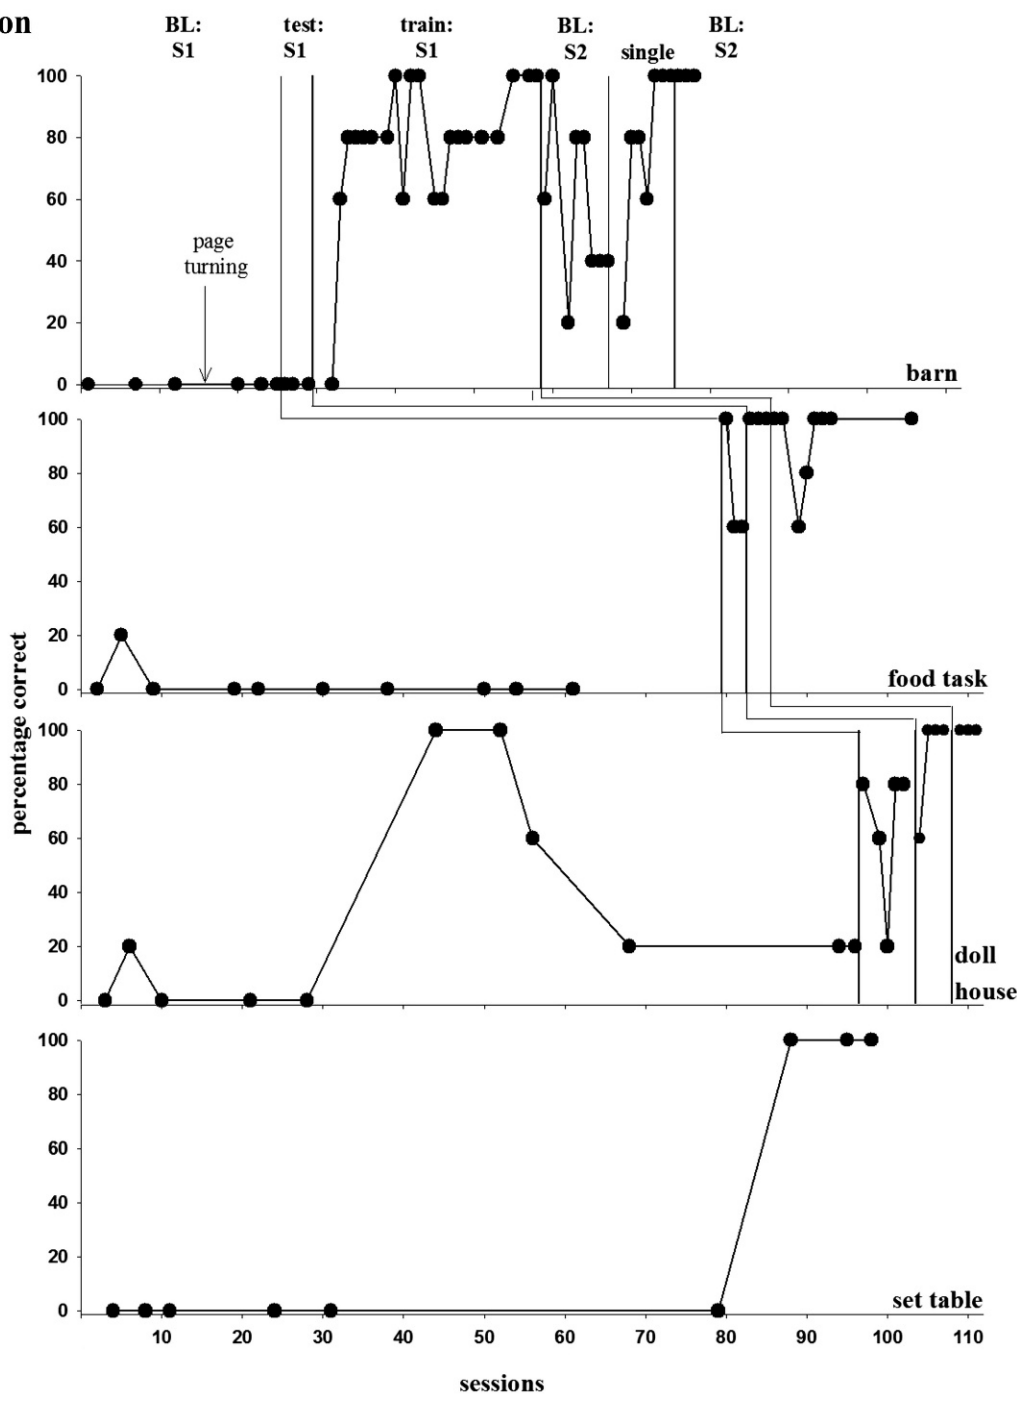 on
BL: test: train: BL: BL:
S1 S1 S1 S2 single S2
100
80
60
page
turning
40
20
0
barn
100
80
60
40
20
0
food task
percentage correct
100
80
60
40
20
0
doll
house
100
80
60
40
20
0
set table
10 20 30 40 50 60 70 80 90 100 110
sessions